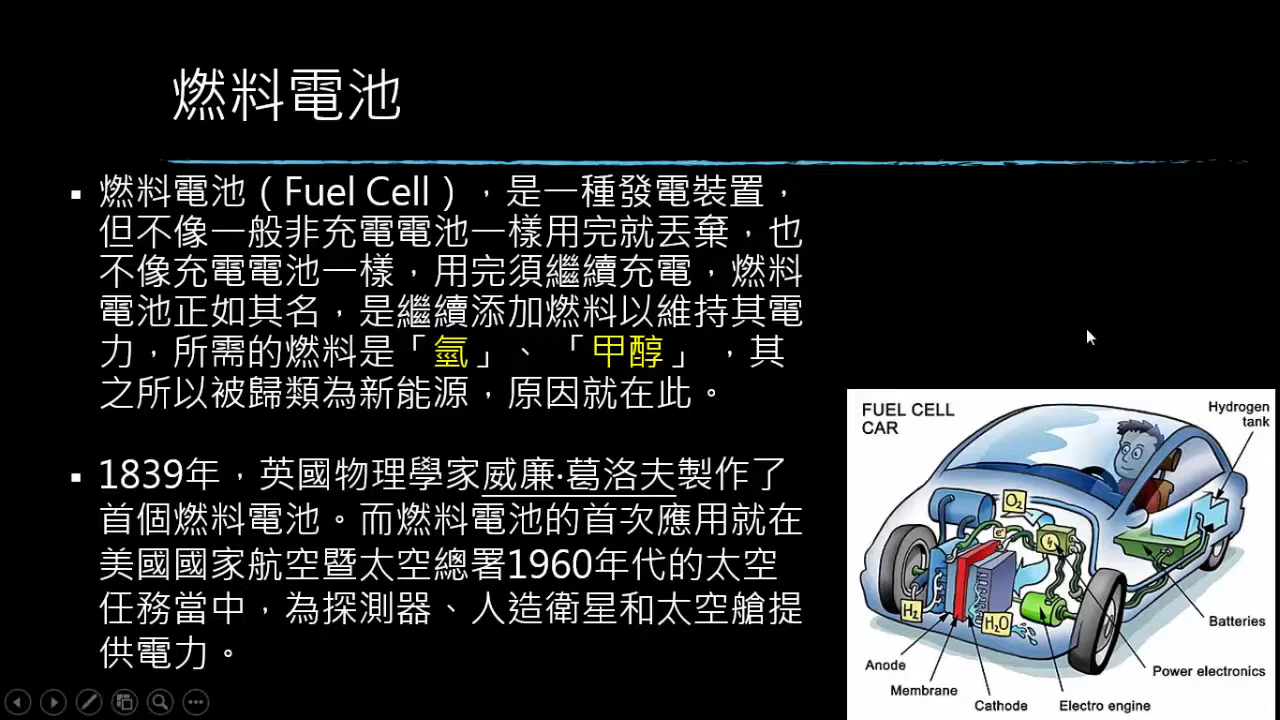 燃料電池
▪ 燃料電池（Fuel Cell），是一種發電裝置，
但不像一般非充電電池一樣用完就丟棄，也
不像充電電池一樣，用完須繼續充電，燃料
電池正如其名，是繼續添加燃料以維持其電
力，所需的燃料是「氫」、「甲醇」，其
之所以被歸類為新能源，原因就在此。
▪ 1839年，英國物理學家威廉·葛洛夫製作了
首個燃料電池。而燃料電池的首次應用就在
美國國家航空暨太空總署1960年代的太空
任務當中，為探測器、人造衛星和太空艙提
供電力。
FUEL CELL
CAR
Hydrogen
tank
O₂
e⁻
H₂
H₂O
Batteries
Anode
Power electronics
Membrane
Cathode
Electro engine